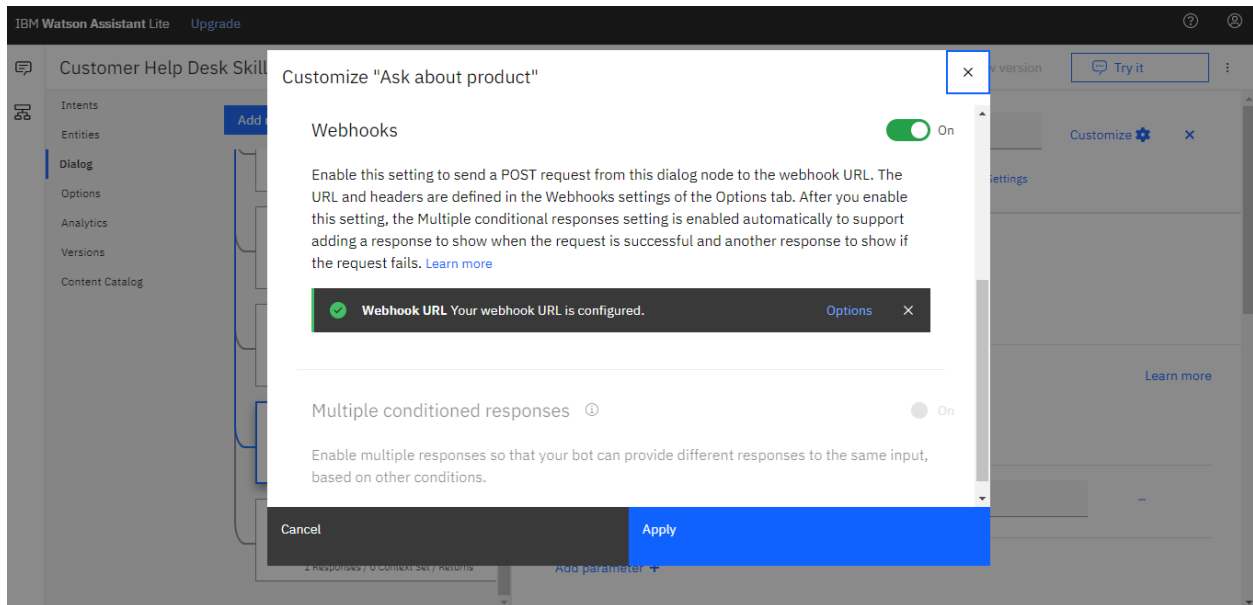 IBM Watson Assistant Lite Upgrade
Customer Help Desk Skill
version
Try it
Intents
Entities
Dialog
Options
Analytics
Versions
Content Catalog
Add
Customize "Ask about product"
Webhooks
On
Enable this setting to send a POST request from this dialog node to the webhook URL. The
URL and headers are defined in the Webhooks settings of the Options tab. After you enable
this setting, the Multiple conditional responses setting is enabled automatically to support
adding a response to show when the request is successful and another response to show if
the request fails. Learn more
Webhook URL Your webhook URL is configured. Options
Multiple conditioned responses
On
Enable multiple responses so that your bot can provide different responses to the same input,
based on other conditions.
Cancel
Apply
Customize
Settings
Learn more
1 Responses / 0 Context Set / Returns
Add parameter +